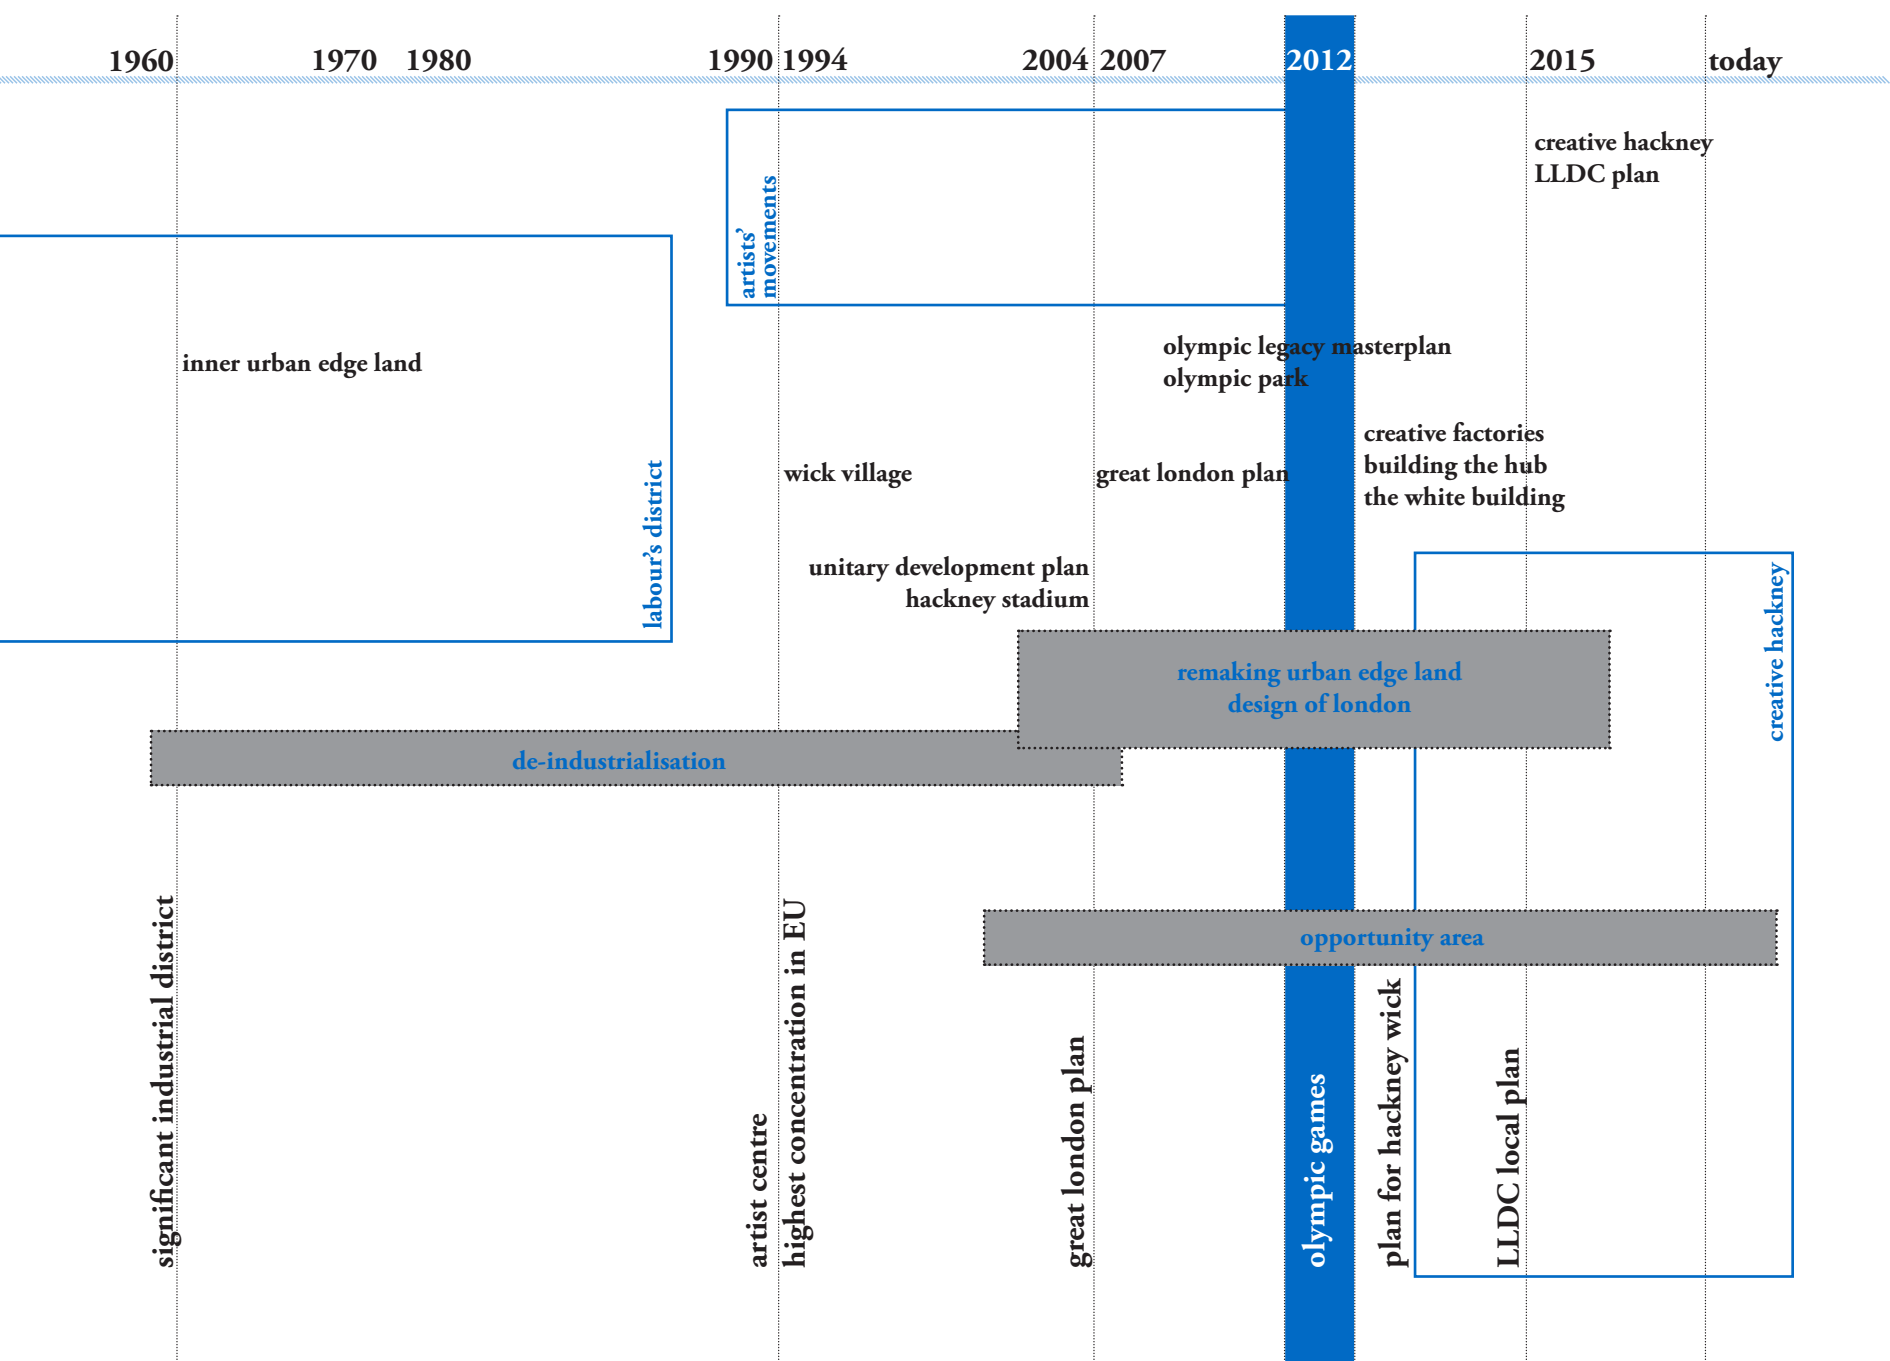 1960 1970 1980 1990 1994 2004 2007 2012 2015 today
creative hackney
LLDC plan
artists'
movements
inner urban edge land
labour's district
olympic legacy masterplan
olympic park
wick village
great london plan
creative factories
building the hub
the white building
unitary development plan
hackney stadium
creative hackney
remaking urban edge land
design of london
de-industrialisation
opportunity area
significant industrial district
artist centre
highest concentration in EU
great london plan
olympic games
plan for hackney wick
LLDC local plan